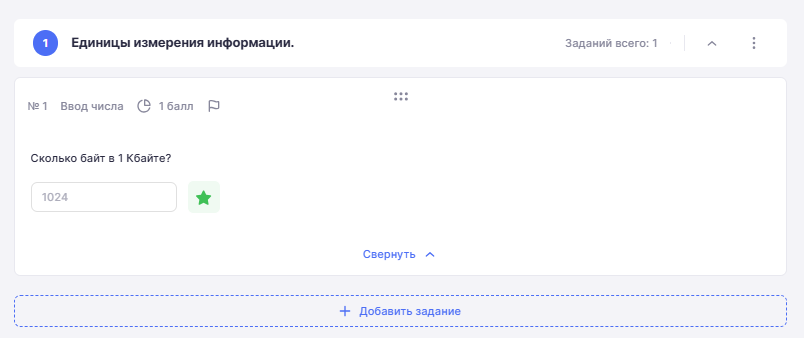 1 Единицы измерения информации. Заданий всего: 1
№ 1 Ввод числа 1 балл
Сколько байт в 1 Кбайте?
1024
Свернуть
Добавить задание